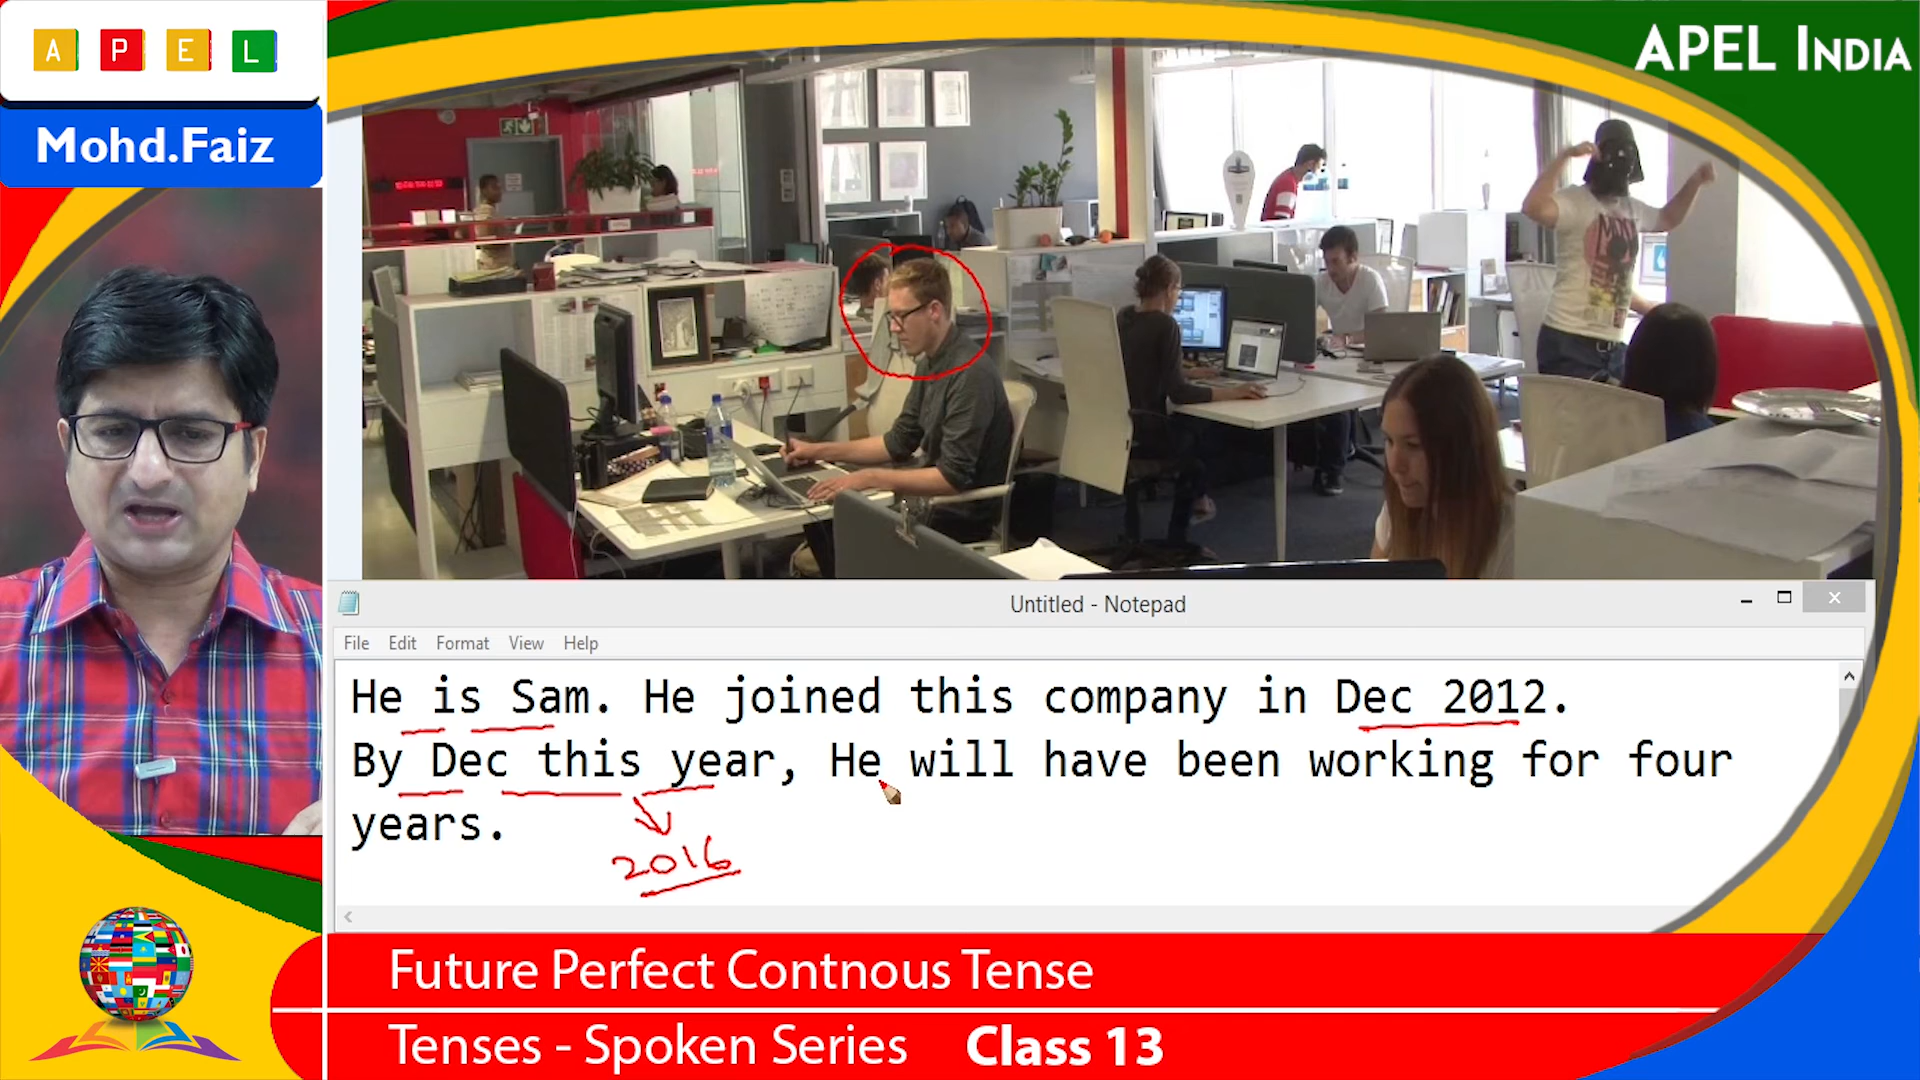 A P E L
Mohd.Faiz
APEL INDIA
Untitled - Notepad
File Edit Format View Help
He is Sam. He joined this company in Dec 2012.
By Dec this year, He will have been working for four
years.
2016
Future Perfect Contnous Tense
Tenses - Spoken Series Class 13